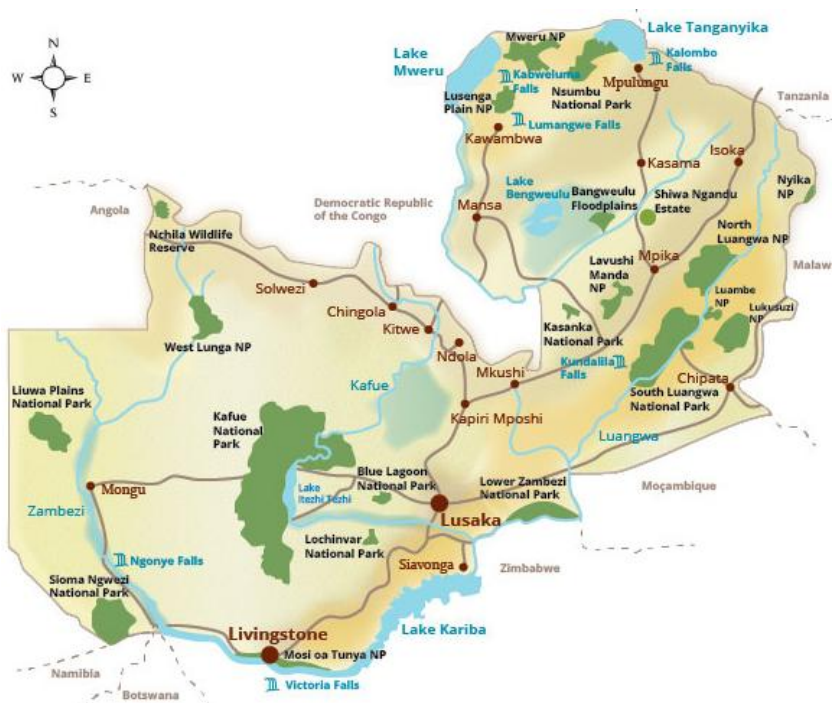 N
W E
S
Lake
Mweru
Mweru NP
Lake Tanganyika
Kalombo
Falls
Kabweluma
Falls
Nsumbu
National Park
Mpulungu
Lusenga
Plain NP
Lumangwe Falls
Kawambwa
Tanzania
Kasama
Isoka
Lake
Bengweulu
Bangweulu
Floodplains
Shiwa Ngandu
Estate
Nyika
NP
Mansa
Democratic Republic
of the Congo
Angola
Nchila Wildlife
Reserve
North
Luangwa NP
Mpika
Malaw
Lavushi
Manda
NP
Luambe
NP
Lukusuzi
NP
Solwezi
Chingola
Kitwe
Ndola
Kasanka
National Park
Kundalila
Falls
West Lunga NP
Mkushi
Chipata
South Luangwa
National Park
Liuwa Plains
National Park
Kafue
Kapiri Mposhi
Kafue
National
Park
Luangwa
Blue Lagoon
National Park
Lower Zambezi
National Park
Moçambique
Lake
Itezhi Tezhi
Mongu
Zambezi
Lusaka
Lochinvar
National Park
Ngonye Falls
Siavonga
Zimbabwe
Sioma Ngwezi
National Park
Livingstone
Lake Kariba
Mosi oa Tunya NP
Namibia
Botswana
Victoria Falls